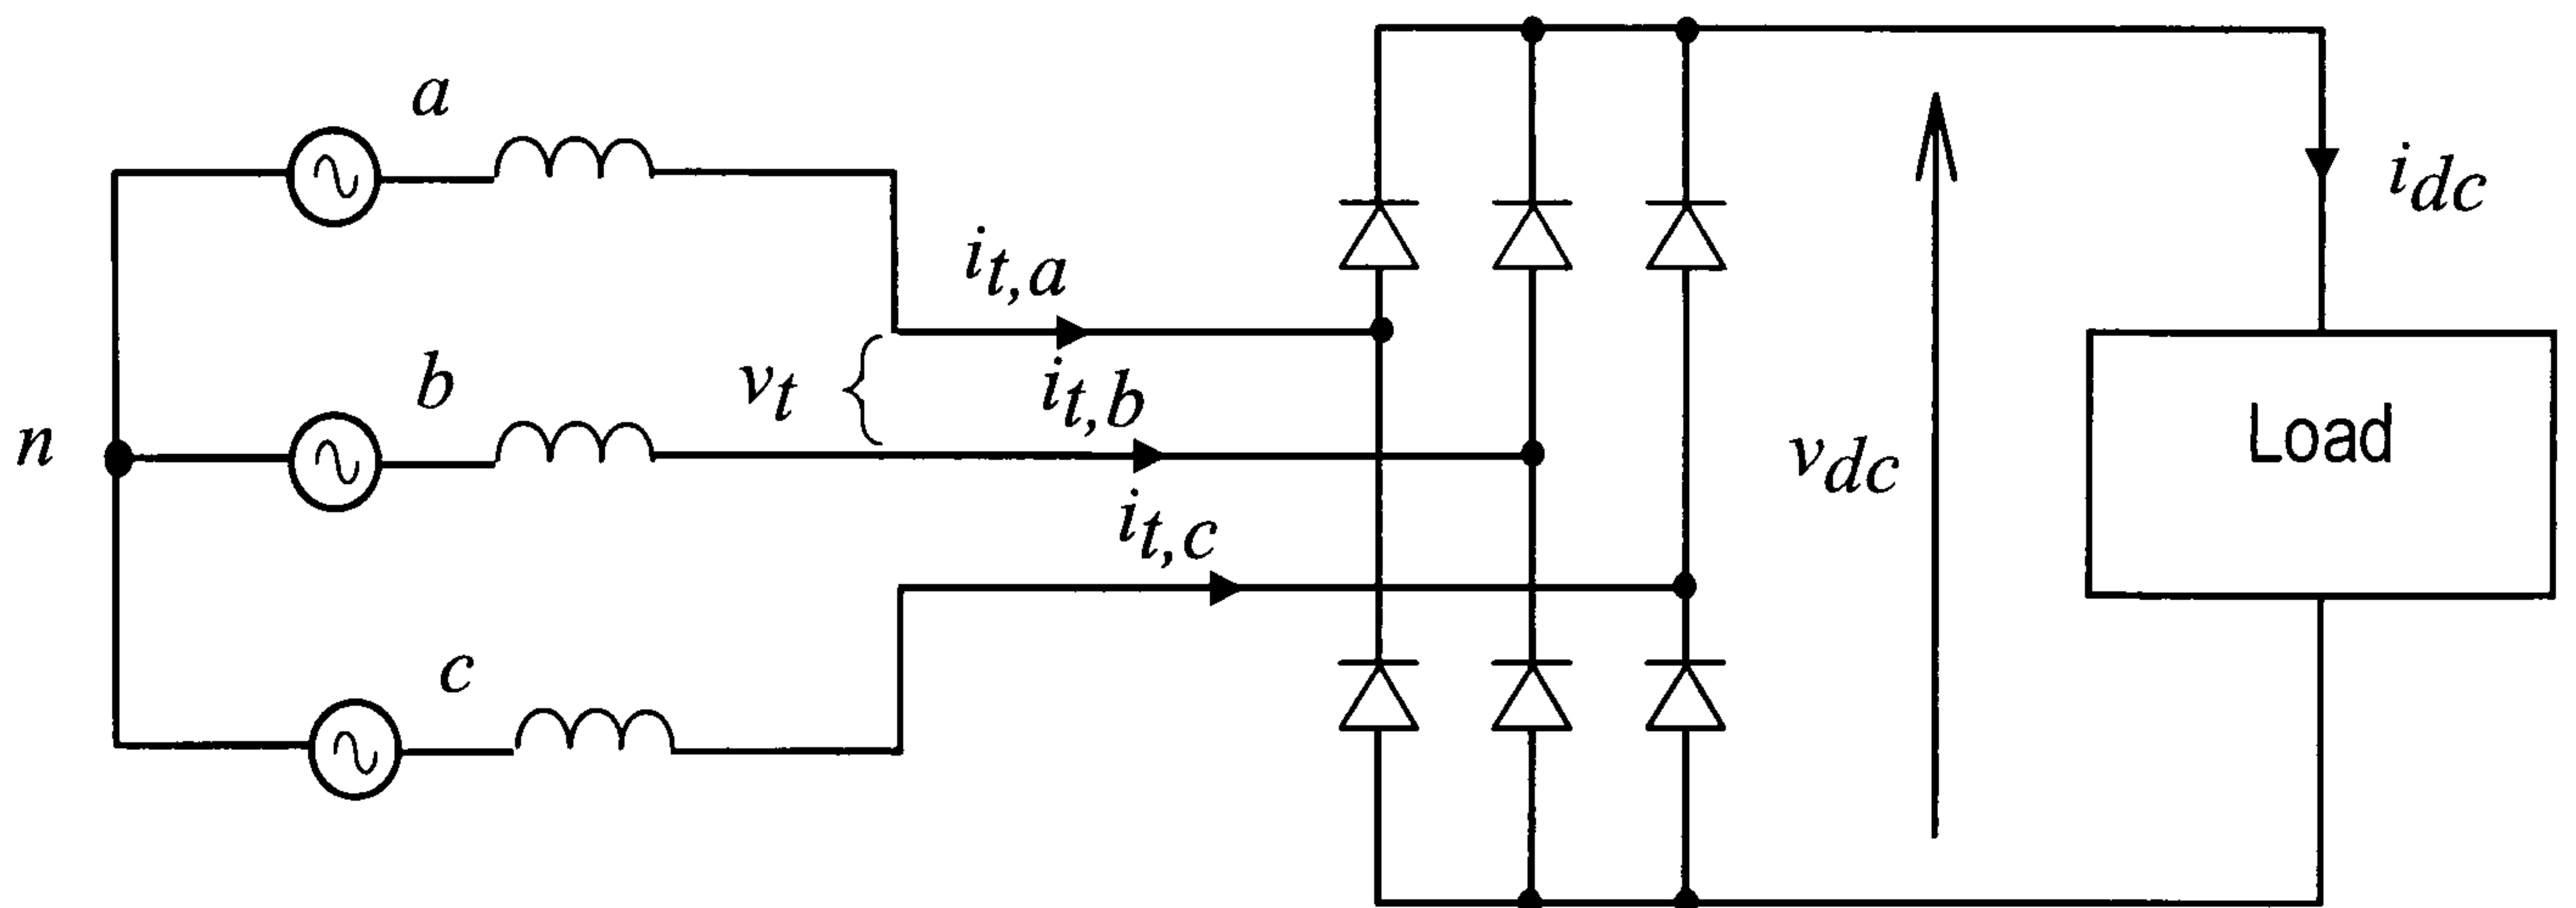 a
i_{t,a}
i_{dc}
b
v_t
i_{t,b}
n
v_{dc}
Load
i_{t,c}
c